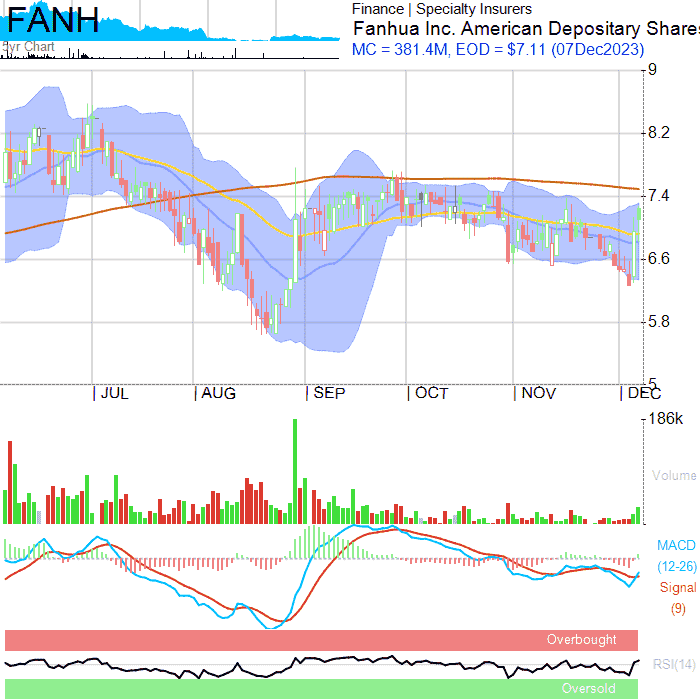 FANH
5yr Chart
Finance | Specialty Insurers
Fanhua Inc. American Depositary Shares
MC = 381.4M, EOD = $7.11 (07Dec2023)
9
8.2
7.4
6.6
5.8
5
JUL AUG SEP OCT NOV DEC
186k
Volume
MACD
(12-26)
Signal
(9)
Overbought
RSI(14)
Oversold